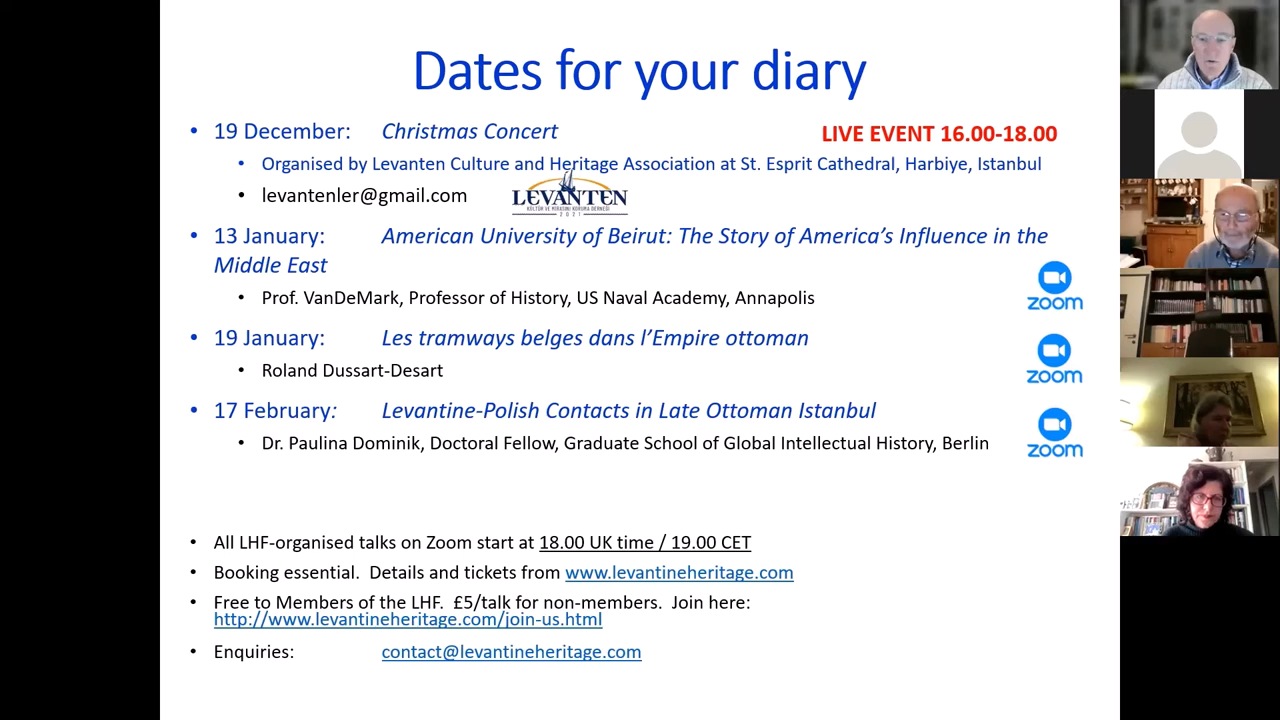 Dates for your diary
• 19 December: Christmas Concert LIVE EVENT 16.00-18.00
• Organised by Levanten Culture and Heritage Association at St. Esprit Cathedral, Harbiye, Istanbul
• levantenler@gmail.com
LEVANTEN
KÜLTÜR VE MİRASINI KORUMA DERNEĞİ
2021
• 13 January: American University of Beirut: The Story of America’s Influence in the
Middle East
• Prof. VanDeMark, Professor of History, US Naval Academy, Annapolis
zoom
• 19 January: Les tramways belges dans l’Empire ottoman
• Roland Dussart-Desart
zoom
• 17 February: Levantine-Polish Contacts in Late Ottoman Istanbul
• Dr. Paulina Dominik, Doctoral Fellow, Graduate School of Global Intellectual History, Berlin
zoom
• All LHF-organised talks on Zoom start at 18.00 UK time / 19.00 CET
• Booking essential. Details and tickets from www.levantineheritage.com
• Free to Members of the LHF. £5/talk for non-members. Join here:
http://www.levantineheritage.com/join-us.html
• Enquiries: contact@levantineheritage.com